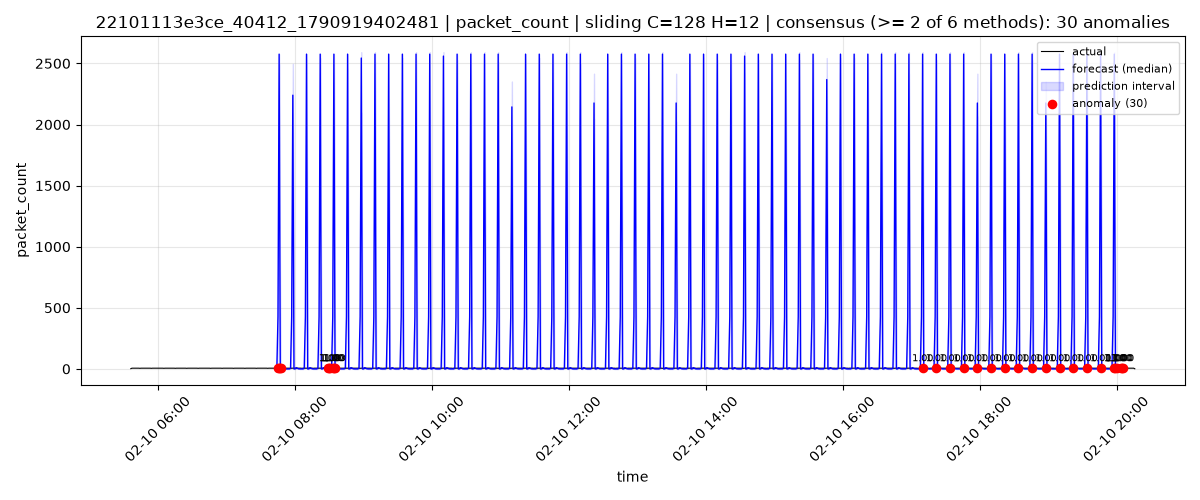 22101113e3ce_40412_1790919402481 | packet_count | sliding C=128 H=12 | consensus (>= 2 of 6 methods): 30 anomalies
actual
forecast (median)
prediction interval
anomaly (30)
packet_count
2500
2000
1500
1000
500
0
02-10 06:00
02-10 08:00
02-10 10:00
02-10 12:00
02-10 14:00
02-10 16:00
02-10 18:00
02-10 20:00
time